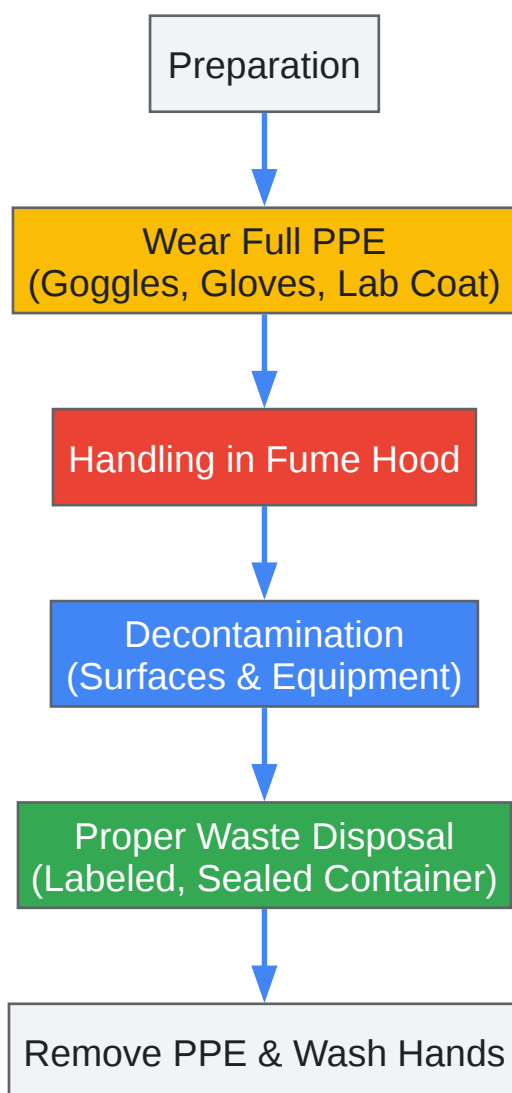 Preparation
Wear Full PPE
(Goggles, Gloves, Lab Coat)
Handling in Fume Hood
Decontamination
(Surfaces & Equipment)
Proper Waste Disposal
(Labeled, Sealed Container)
Remove PPE & Wash Hands